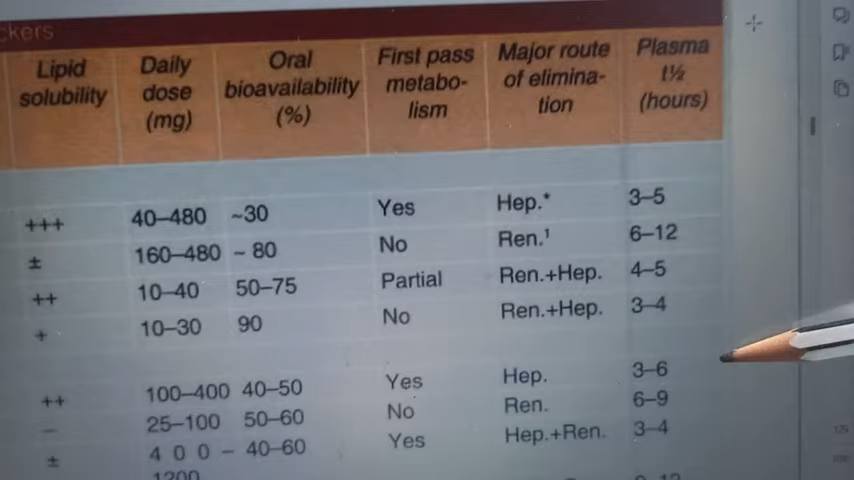 ckers
Lipid solubility Daily dose (mg) Oral bioavailability (%) First pass metabo-lism Major route of elimina-tion Plasma t½ (hours)
+++ 40–480 ~30 Yes Hep.* 3–5
± 160–480 ~ 80 No Ren.¹ 6–12
++ 10–40 50–75 Partial Ren.+Hep. 4–5
+ 10–30 90 No Ren.+Hep. 3–4
++ 100–400 40–50 Yes Hep. 3–6
– 25–100 50–60 No Ren. 6–9
± 4 0 0 – 40–60 Yes Hep.+Ren. 3–4
1200